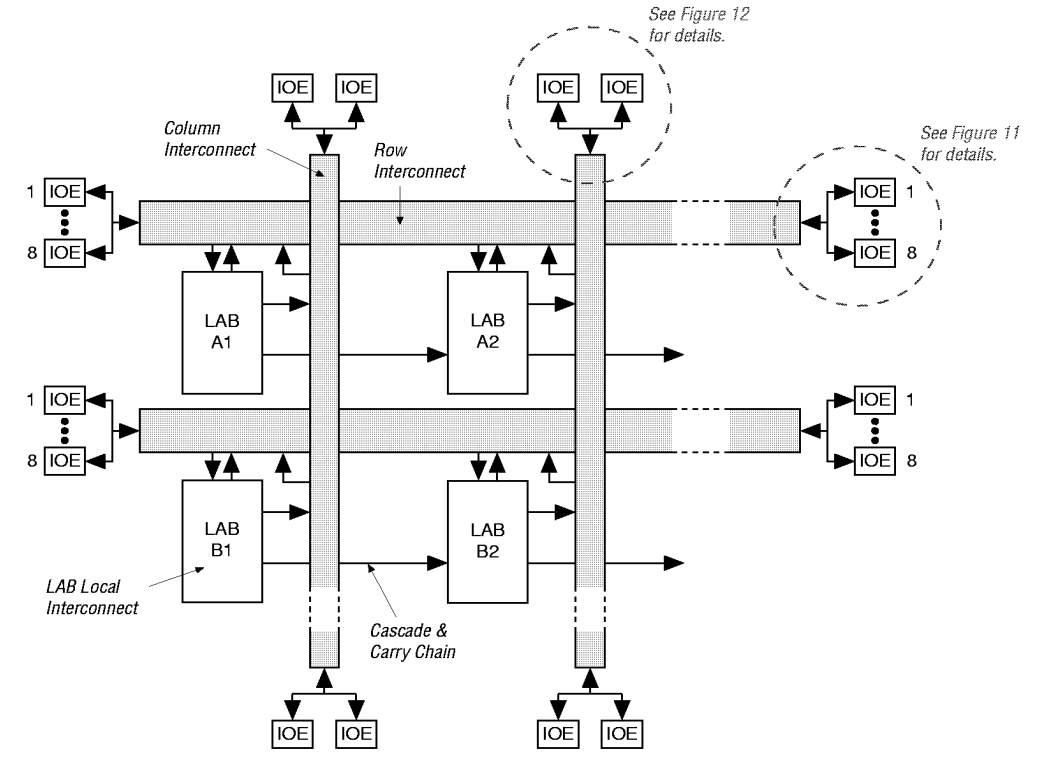 See Figure 12
for details.
IOE IOE IOE IOE
Column
Interconnect
Row
Interconnect
See Figure 11
for details.
1 IOE IOE 1
8 IOE IOE 8
LAB
A1
LAB
A2
1 IOE IOE 1
8 IOE IOE 8
LAB
B1
LAB
B2
LAB Local
Interconnect
Cascade &
Carry Chain
IOE IOE IOE IOE